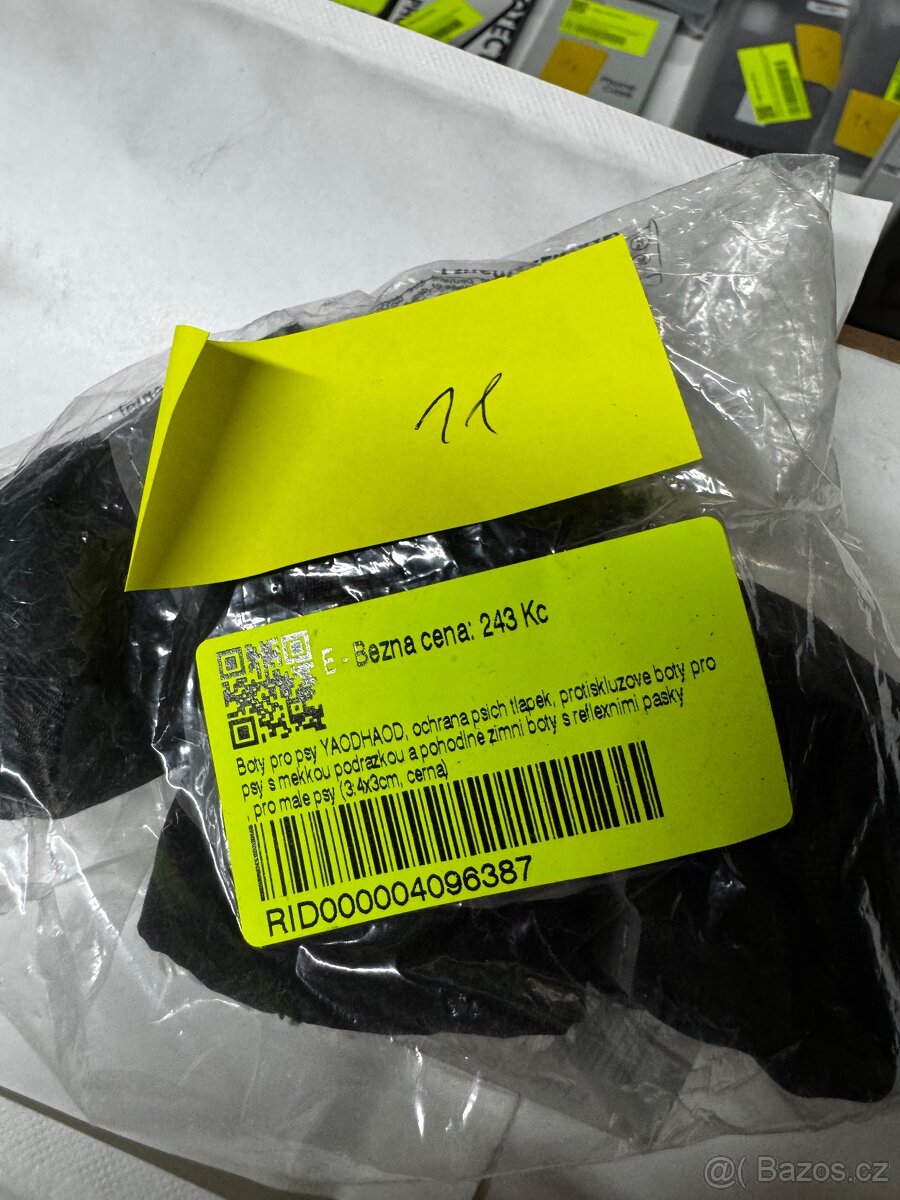 11
E - Bezna cena: 243 Kc
Boty pro psy YAODHAOD, ochrana psich tlapek, protiskluzove boty pro
psy s mekkou podrazkou a pohodlne zimni boty s reflexnimi pasky
, pro male psy (3.4x3cm, cerna)
RID000004096387
@( Bazos.cz